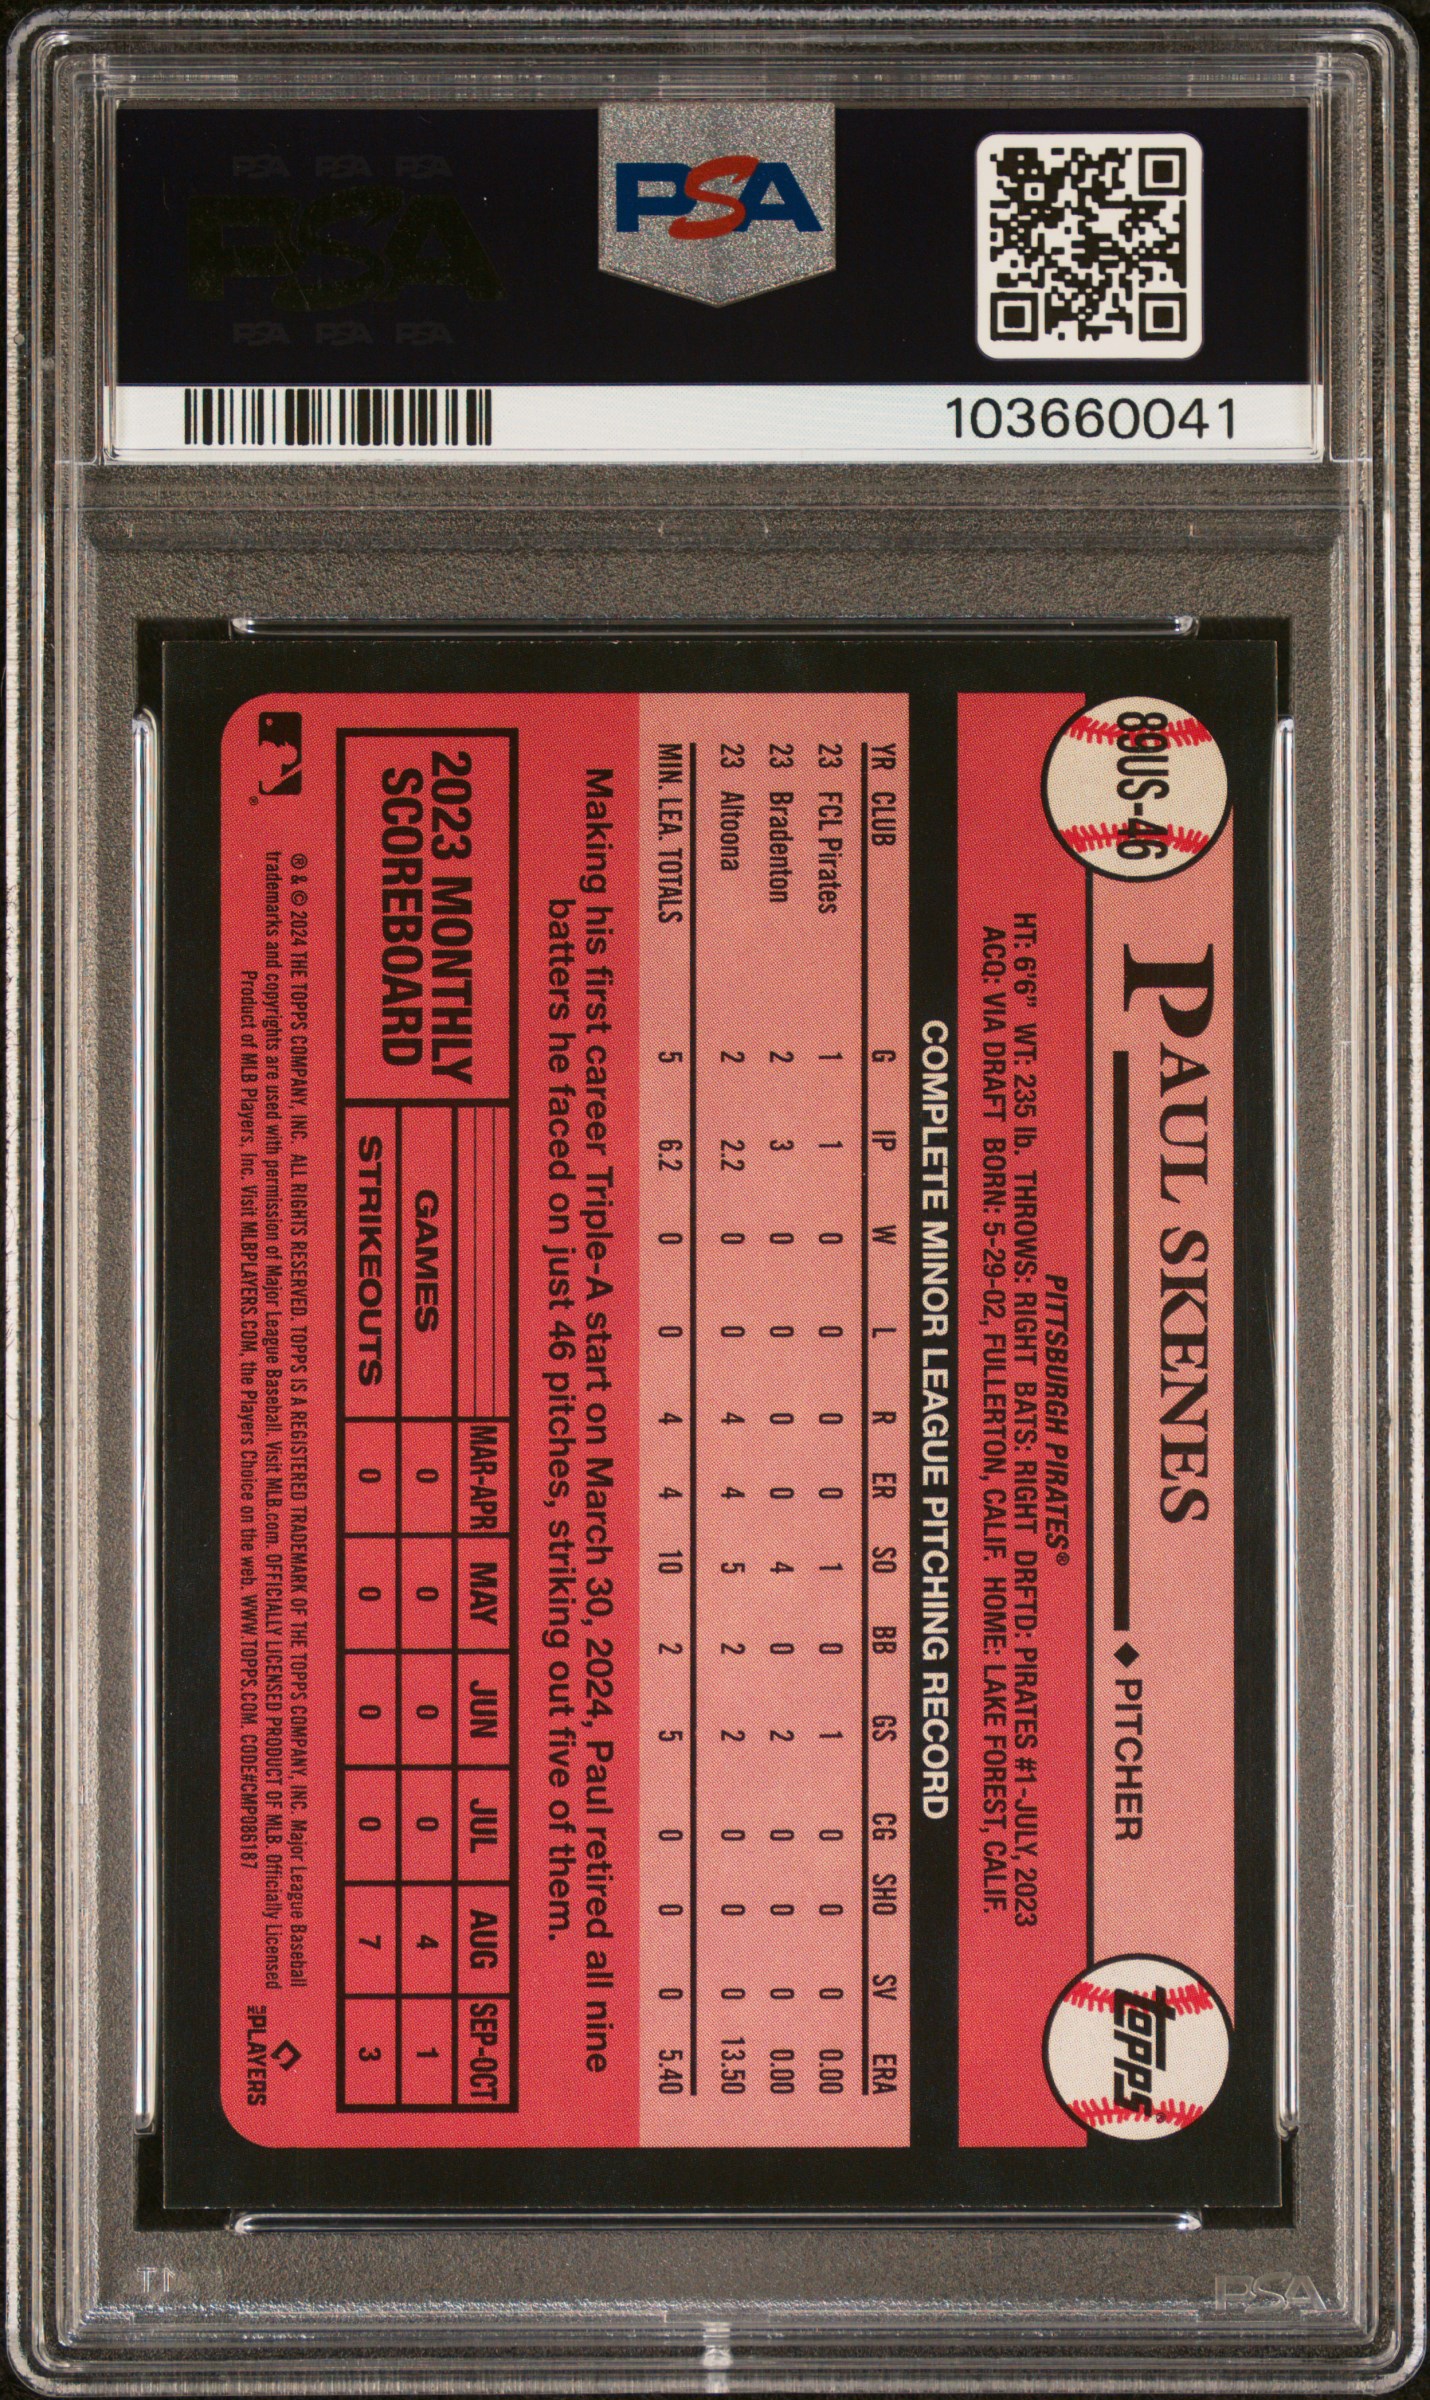 PSA PSA PSA
PSA
PSA PSA PSA
PSA
103660041
89US-46
PAUL SKENES
PITCHER
topps®
PITTSBURGH PIRATES®
HT: 6'6" WT: 235 lb. THROWS: RIGHT BATS: RIGHT DRFTD: PIRATES #1-JULY, 2023
ACQ: VIA DRAFT BORN: 5-29-02, FULLERTON, CALIF. HOME: LAKE FOREST, CALIF.
COMPLETE MINOR LEAGUE PITCHING RECORD
YR CLUB G IP W L R ER SO BB GS CG SHO SV ERA
23 FCL Pirates 1 1 0 0 0 0 1 0 1 0 0 0 0.00
23 Bradenton 2 3 0 0 0 0 4 0 2 0 0 0 0.00
23 Altoona 2 2.2 0 0 4 4 5 2 2 0 0 0 13.50
MIN. LEA. TOTALS 5 6.2 0 0 4 4 10 2 5 0 0 0 5.40
Making his first career Triple-A start on March 30, 2024, Paul retired all nine
batters he faced on just 46 pitches, striking out five of them.
2023 MONTHLY
SCOREBOARD
MAR-APR MAY JUN JUL AUG SEP-OCT
GAMES 0 0 0 0 4 1
STRIKEOUTS 0 0 0 0 7 3
® & © 2024 THE TOPPS COMPANY, INC. ALL RIGHTS RESERVED. TOPPS IS A REGISTERED TRADEMARK OF THE TOPPS COMPANY, INC. Major League Baseball
trademarks and copyrights are used with permission of Major League Baseball. Visit MLB.com. OFFICIALLY LICENSED PRODUCT OF MLB. Officially Licensed
Product of MLB Players, Inc. Visit MLBPLAYERS.COM, the Players Choice on the web. WWW.TOPPS.COM. CODE#CMP086187
MLB PLAYERS
PSA